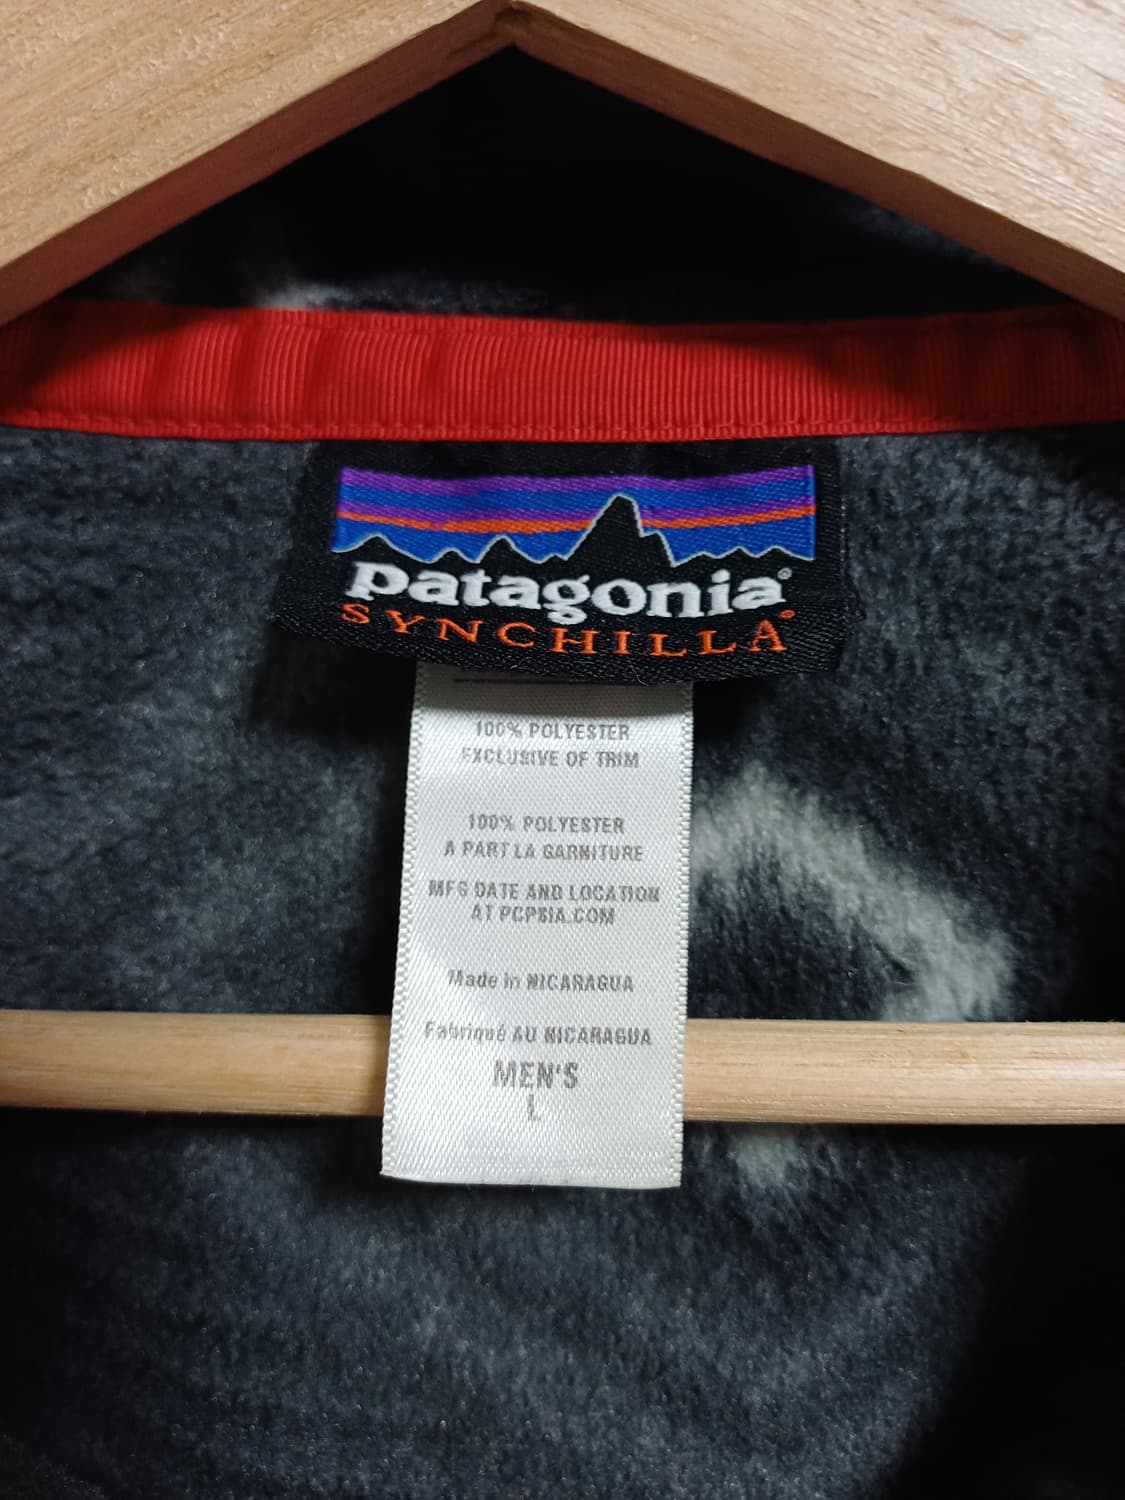 patagonia®
SYNCHILLA®
100% POLYESTER
EXCLUSIVE OF TRIM
100% POLYESTER
A PART LA GARNITURE
MFG DATE AND LOCATION
AT PCPSIA.COM
Made in NICARAGUA
Fabriqué AU NICARAGUA
MEN'S
L